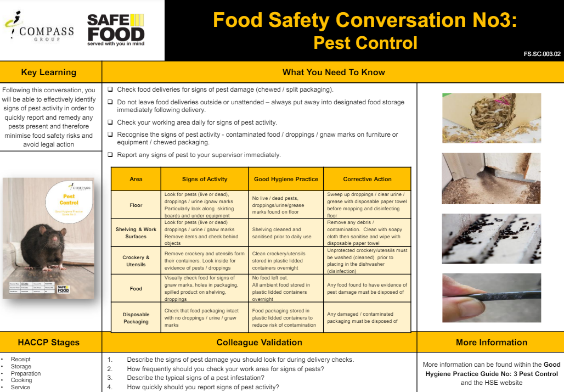 COMPASS
GROUP
SAFE
FOOD
served with you in mind
Food Safety Conversation No3:
Pest Control
FS.SC.003.02
Key Learning
What You Need To Know
Following this conversation, you
will be able to effectively identify
signs of pest activity in order to
quickly report and remedy any
pests present and therefore
minimise food safety risks and
avoid legal action
Pest
Control
❑ Check food deliveries for signs of pest damage (chewed / split packaging).
❑ Do not leave food deliveries outside or unattended – always put away into designated food storage
immediately following delivery.
❑ Check your working area daily for signs of pest activity.
❑ Recognise the signs of pest activity - contaminated food / droppings / gnaw marks on furniture or
equipment / chewed packaging.
❑ Report any signs of pest to your supervisor immediately.
Area
Signs of Activity
Good Hygiene Practice
Corrective Action
Floor
Look for pests (live or dead),
droppings / urine /gnaw marks
Particularly look along, skirting
boards and under equipment
No live / dead pests,
droppings/urine/grease
marks found on floor
Sweep up droppings / clear urine /
grease with disposable paper towel
before mopping and disinfecting
floor
Shelving & Work
Surfaces
Look for pests (live or dead),
droppings / urine / gnaw marks
Remove items and check behind
objects
Shelving cleaned and
sanitised prior to daily use
Remove any debris /
contamination. Clean with soapy
cloth then sanitise and wipe with
disposable paper towel
Crockery &
utensils
Remove crockery and utensils form
their containers. Look inside for
evidence of pests / droppings
Clean crockery/utensils
stored in plastic lidded
containers overnight
Unprotected crockery/utensils must
be washed (cleaned) prior to
placing in the dishwasher
(disinfection)
Food
Visually check food for signs of
gnaw marks, holes in packaging,
spilled product on shelving,
droppings
No food left out.
All ambient food stored in
plastic lidded containers
overnight
Any food found to have evidence of
pest damage must be disposed of
Disposable
Packaging
Check that food packaging intact
with no droppings / urine / gnaw
marks
Food packaging stored in
plastic lidded containers to
reduce risk of contamination
Any damaged / contaminated
packaging must be disposed of
HACCP Stages
Colleague Validation
More Information
• Receipt
• Storage
• Preparation
• Cooking
• Service
1. Describe the signs of pest damage you should look for during delivery checks.
2. How frequently should you check your work area for signs of pests?
3. Describe the typical signs of a pest infestation?
4. How quickly should you report signs of pest activity?
More information can be found within the Good
Hygiene Practice Guide No: 3 Pest Control
and the HSE website